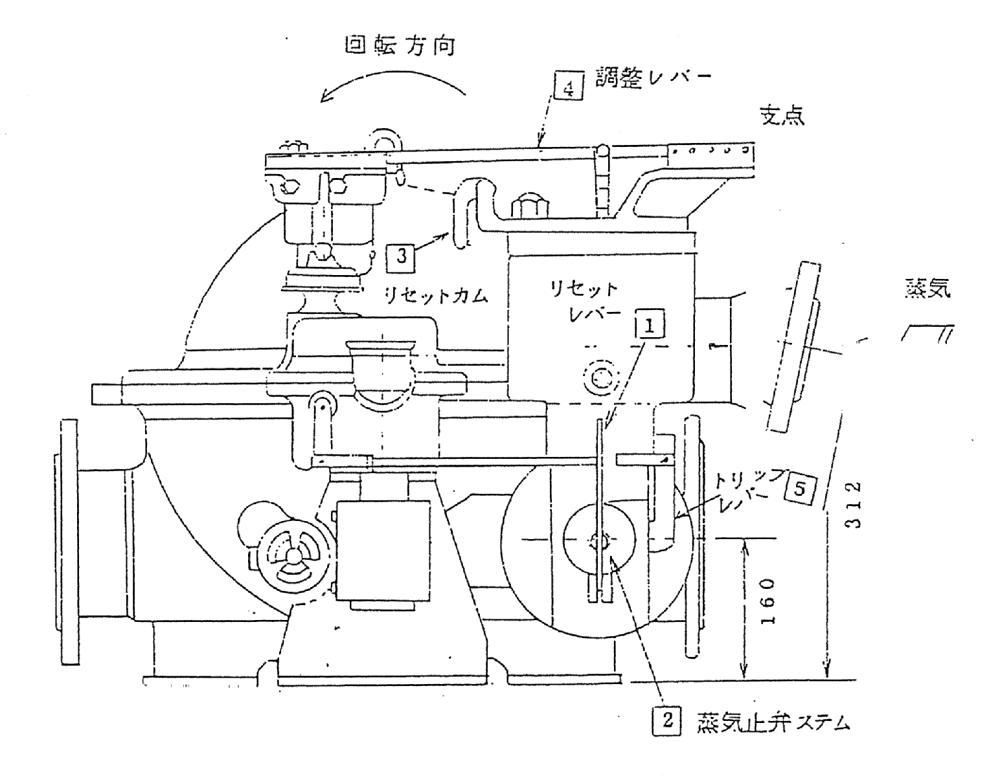 回転方向
4 調整レバー
支点
3
リセットカム
リセット
レバー
1
蒸気
トリップ
レバー
5
312
160
2 蒸気止弁ステム